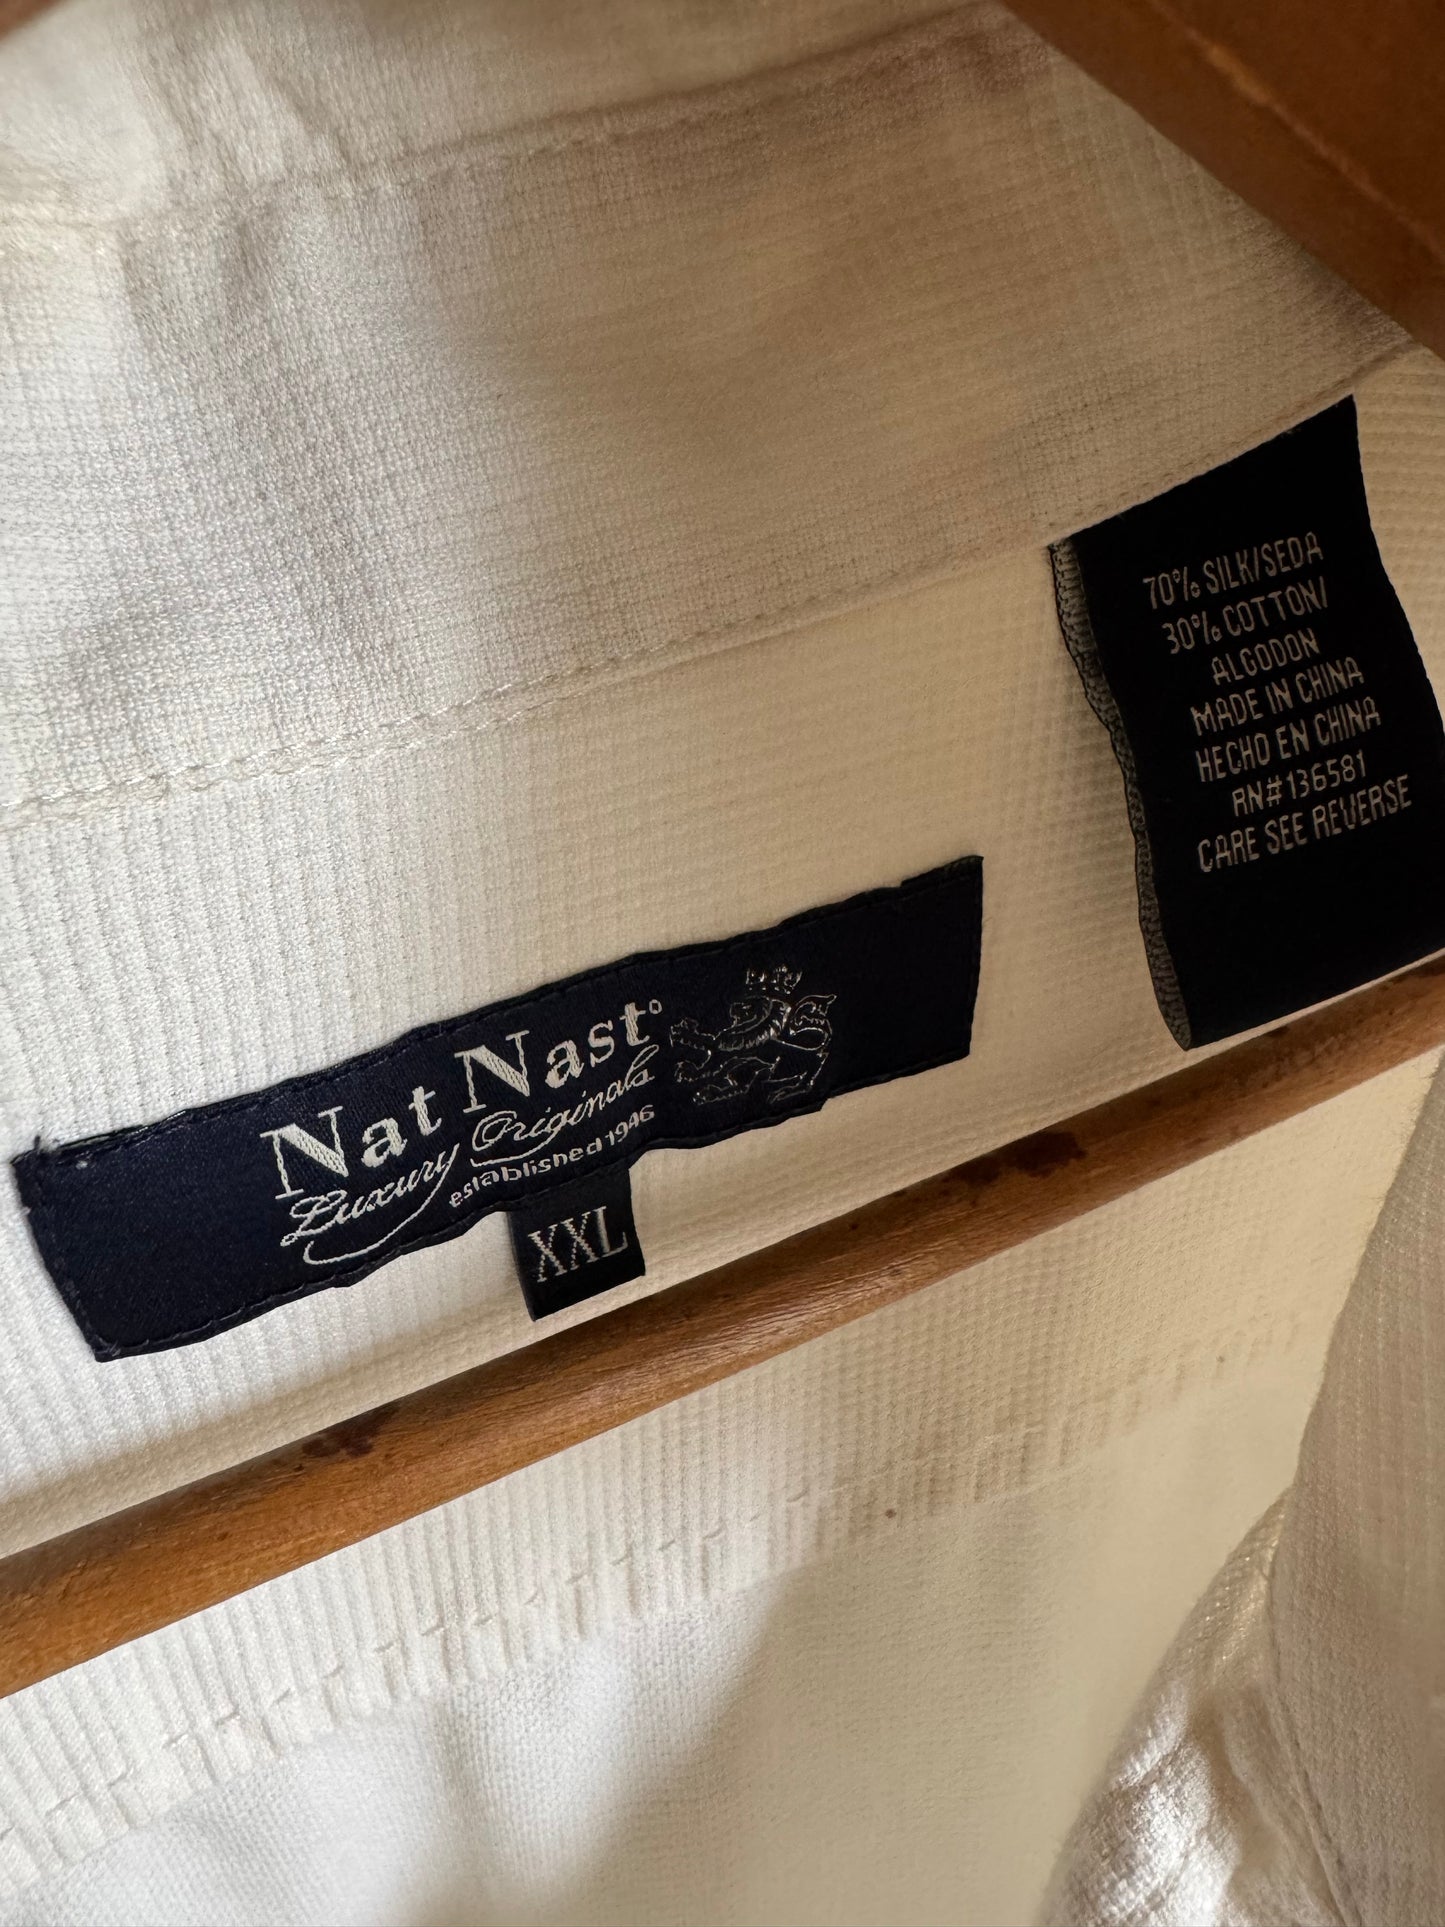 Nat Nast°
Luxury Originals
established 1946
XXL
70% SILK/SEDA
30% COTTON/
ALGODON
MADE IN CHINA
HECHO EN CHINA
RN# 136581
CARE SEE REVERSE